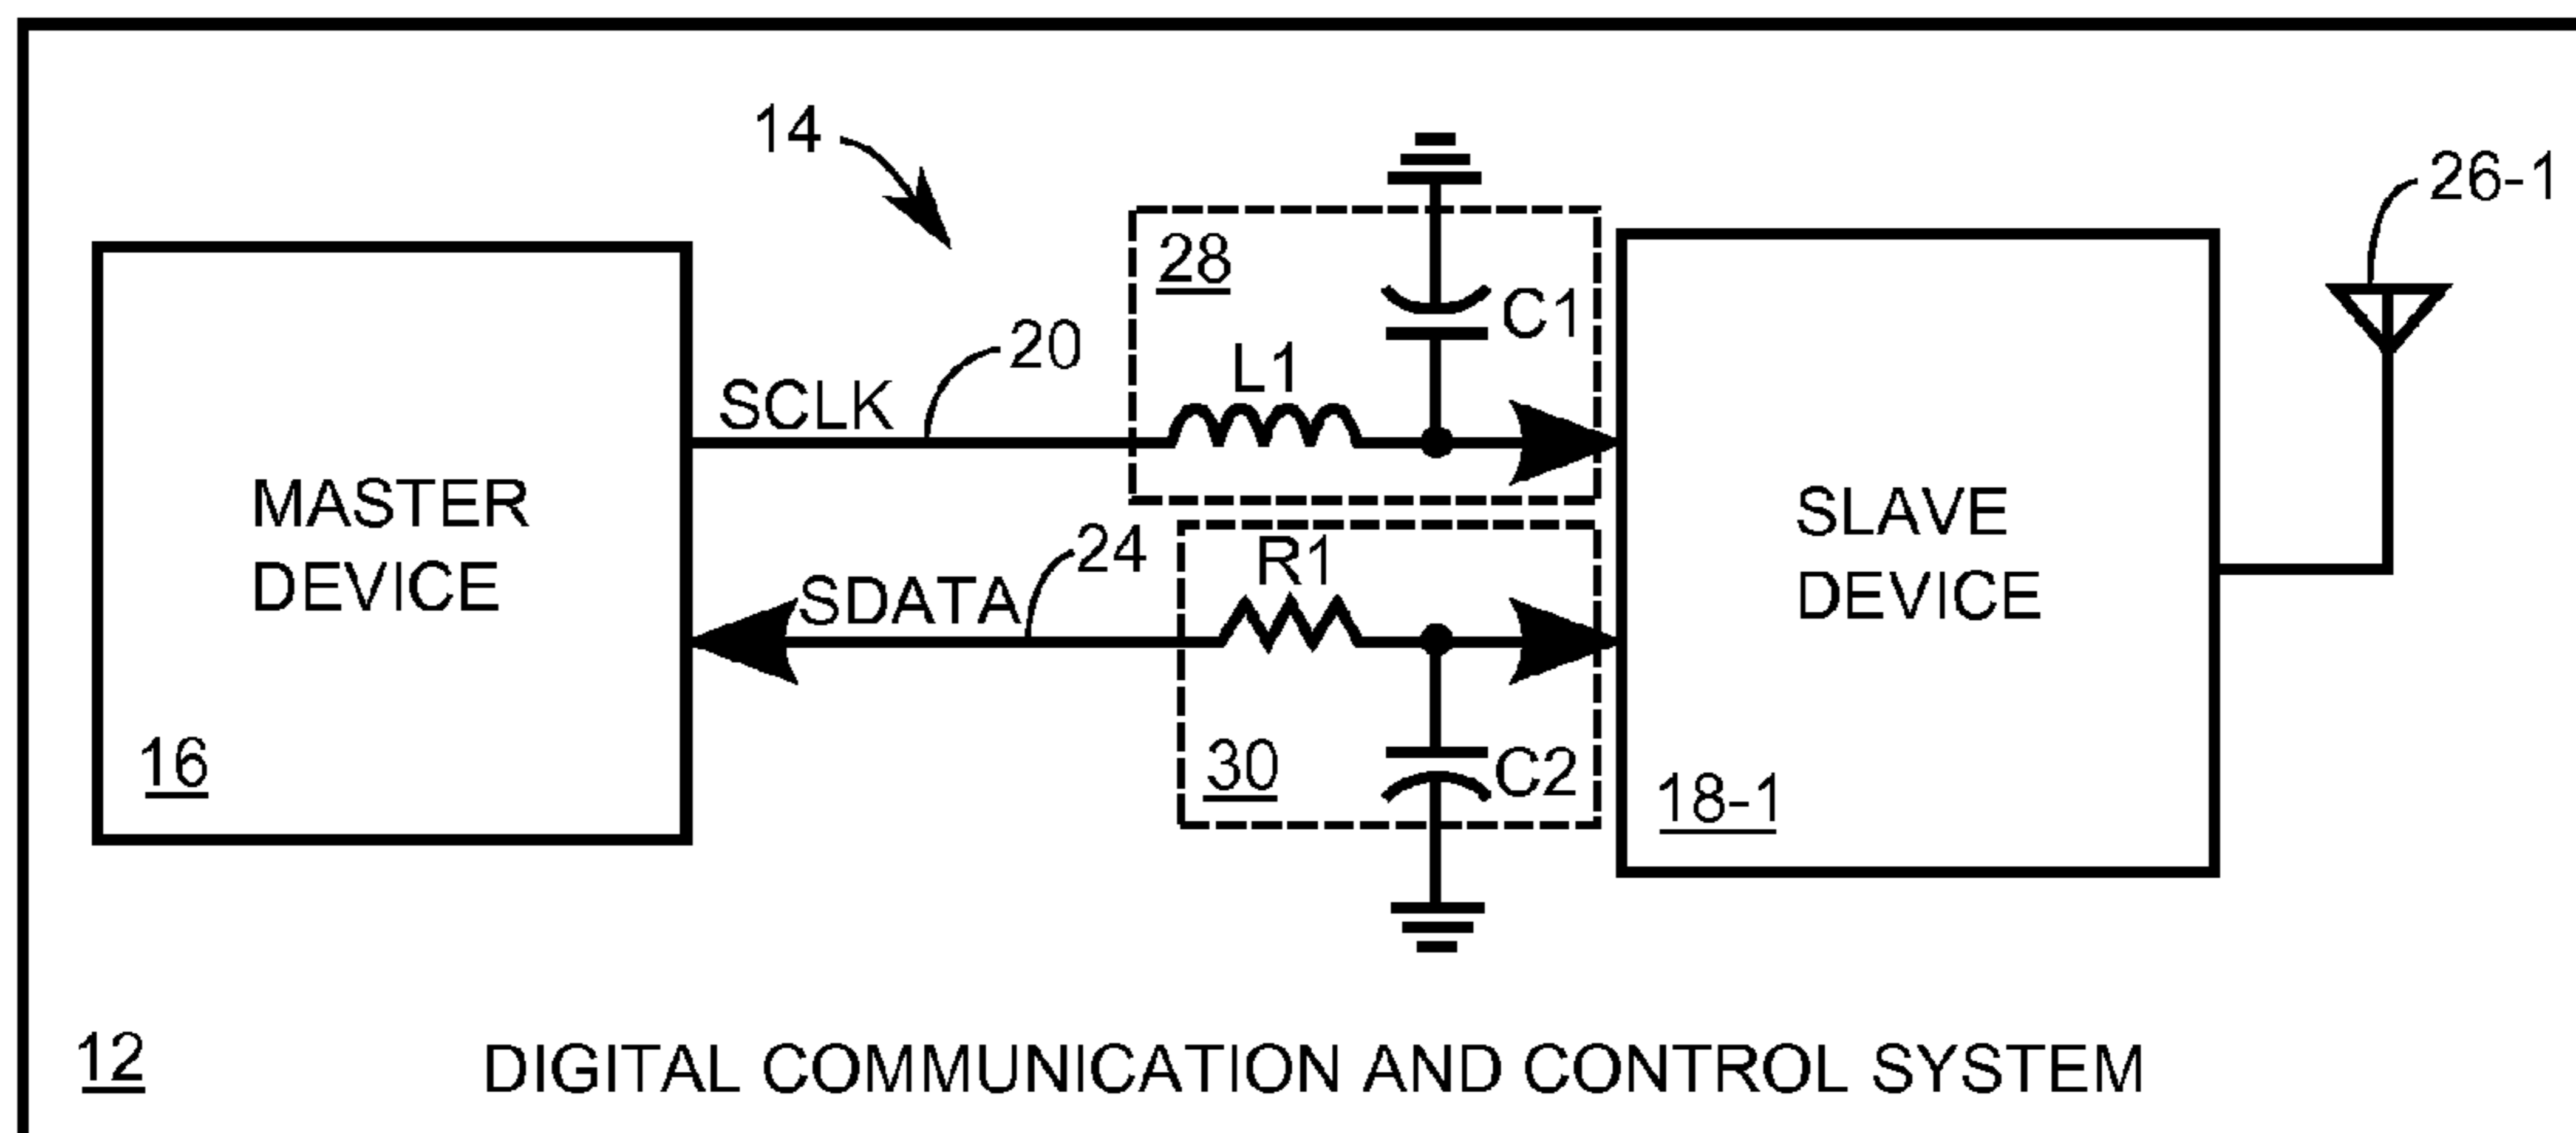 14
26-1
28
C1
20
L1
SCLK
MASTER
DEVICE
SLAVE
DEVICE
24
R1
SDATA
16
30
C2
18-1
12
DIGITAL COMMUNICATION AND CONTROL SYSTEM